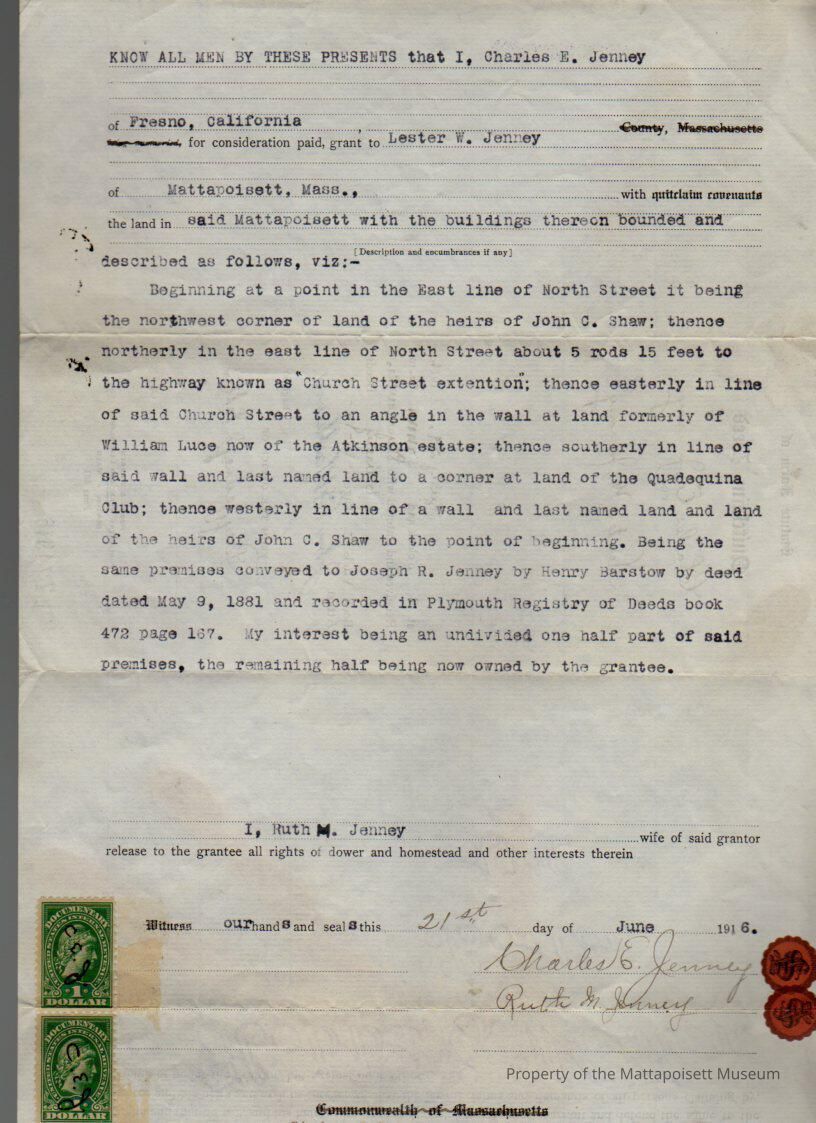 KNOW ALL MEN BY THESE PRESENTS that I, Charles E. Jenney
of Fresno, California County, Massachusetts
for consideration paid, grant to Lester W. Jenney
of Mattapoisett, Mass., with quitclaim covenants
the land in said Mattapoisett with the buildings thereon bounded and
[Description and encumbrances if any]
described as follows, viz:-
Beginning at a point in the East line of North Street it being
the northwest corner of land of the heirs of John C. Shaw; thence
northerly in the east line of North Street about 5 rods 15 feet to
the highway known as "Church Street extention"; thence easterly in line
of said Church Street to an angle in the wall at land formerly of
William Luce now of the Atkinson estate; thence southerly in line of
said wall and last named land to a corner at land of the Quadequina
Club; thence westerly in line of a wall and last named land and land
of the heirs of John C. Shaw to the point of beginning. Being the
same premises conveyed to Joseph R. Jenney by Henry Barstow by deed
dated May 9, 1881 and recorded in Plymouth Registry of Deeds book
472 page 167. My interest being an undivided one half part of said
premises, the remaining half being now owned by the grantee.
I, Ruth M. Jenney wife of said grantor
release to the grantee all rights of dower and homestead and other interests therein
Witness our hands and seals this 21st day of June 1916.
Charles E. Jenney
Ruth M. Jenney
DOCUMENTARY
1
DOLLAR
DOCUMENTARY
DOLLAR
Property of the Mattapoisett Museum
Commonwealth of Massachusetts